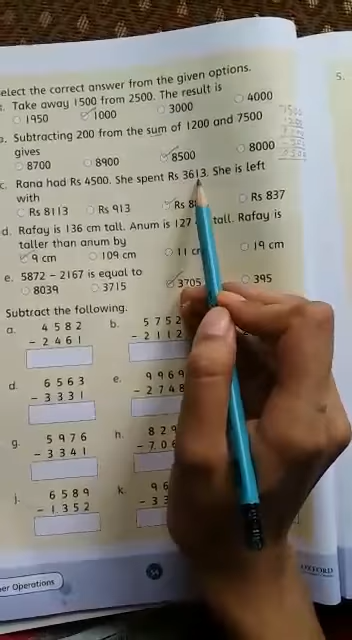 elect the correct answer from the given options.
Take away 1500 from 2500. The result is
1950 1000 3000 4000
Subtracting 200 from the sum of 1200 and 7500
gives
8700 8900 8500 8000
c. Rana had Rs 4500. She spent Rs 3613. She is left
with
Rs 8113 Rs 913 Rs 8 Rs 837
d. Rafay is 136 cm tall. Anum is 127 tall. Rafay is
taller than anum by
9 cm 109 cm 11 19 cm
e. 5872 – 2167 is equal to
8039 3715 3705 395
Subtract the following.
a. 4 5 8 2 b. 5 7 5 2
– 2 4 6 1 – 2 1 1 2
d. 6 5 6 3 e. 9 9 6 9
– 3 3 3 1 – 2 7 4 8
g. 5 9 7 6 h. 8 2 9
– 3 3 4 1 – 7 0 6
j. 6 5 8 9 k. 9 6
– 1 3 5 2 – 3 3
er Operations
OXFORD
5.